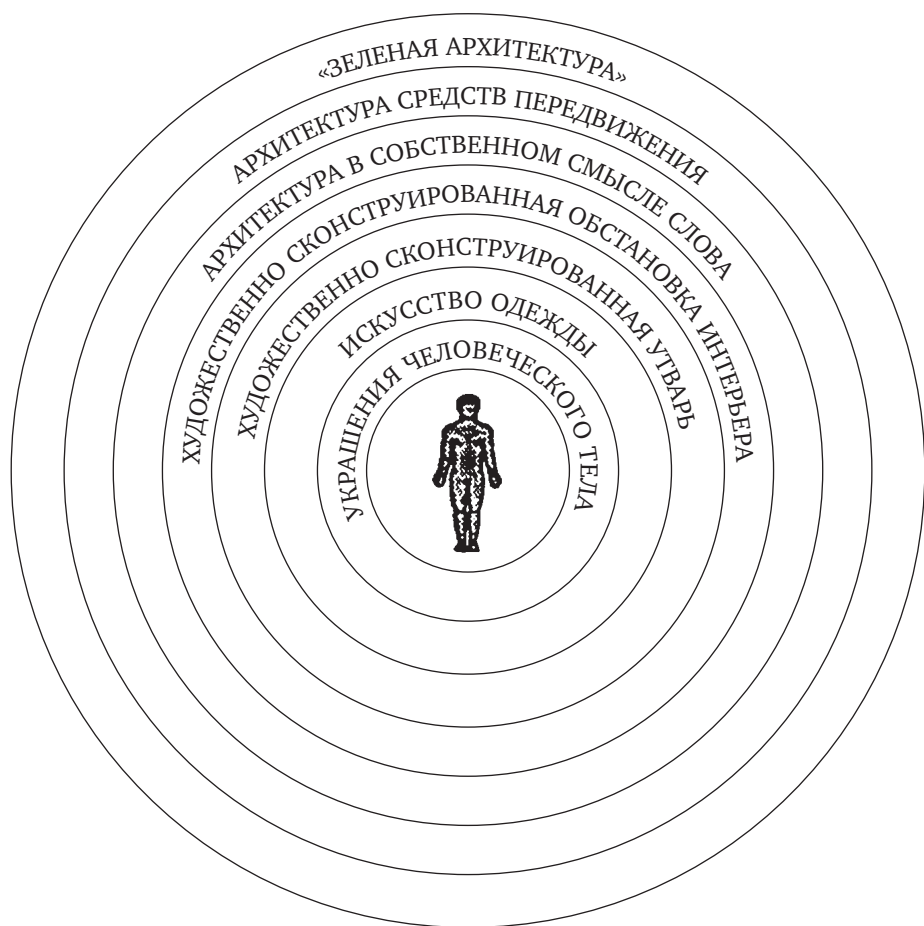 «ЗЕЛЕНАЯ АРХИТЕКТУРА»
АРХИТЕКТУРА СРЕДСТВ ПЕРЕДВИЖЕНИЯ
АРХИТЕКТУРА В СОБСТВЕННОМ СМЫСЛЕ СЛОВА
ХУДОЖЕСТВЕННО СКОНСТРУИРОВАННАЯ ОБСТАНОВКА ИНТЕРЬЕРА
ХУДОЖЕСТВЕННО СКОНСТРУИРОВАННАЯ УТВАРЬ
ИСКУССТВО ОДЕЖДЫ
УКРАШЕНИЯ ЧЕЛОВЕЧЕСКОГО ТЕЛА